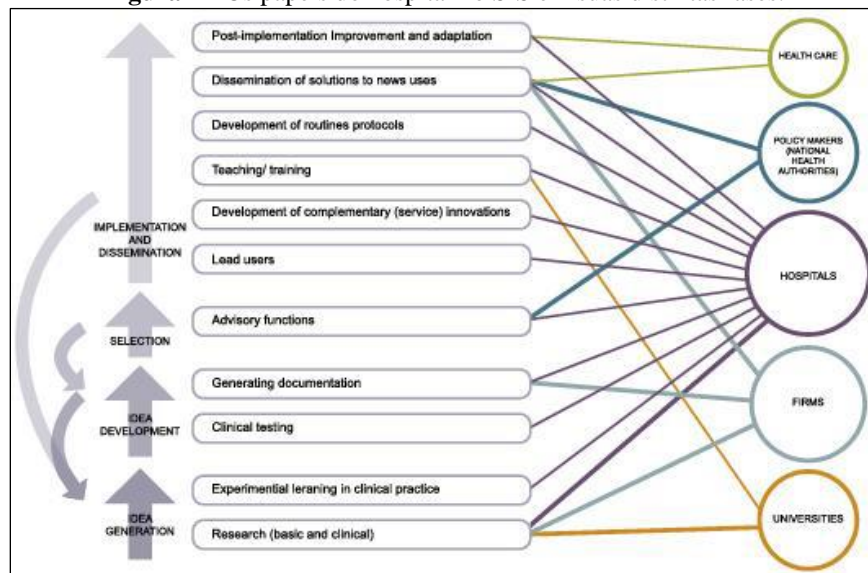 Post-implementation Improvement and adaptation
Dissemination of solutions to news uses
Development of routines protocols
Teaching/ training
Development of complementary (service) innovations
Lead users
Advisory functions
Generating documentation
Clinical testing
Experimential leraning in clinical practice
Research (basic and clinical)
IMPLEMENTATION
AND
DISSEMINATION
SELECTION
IDEA
DEVELOPMENT
IDEA
GENERATION
HEALTH CARE
POLICY MAKERS
(NATIONAL
HEALTH
AUTHORITIES)
HOSPITALS
FIRMS
UNIVERSITIES